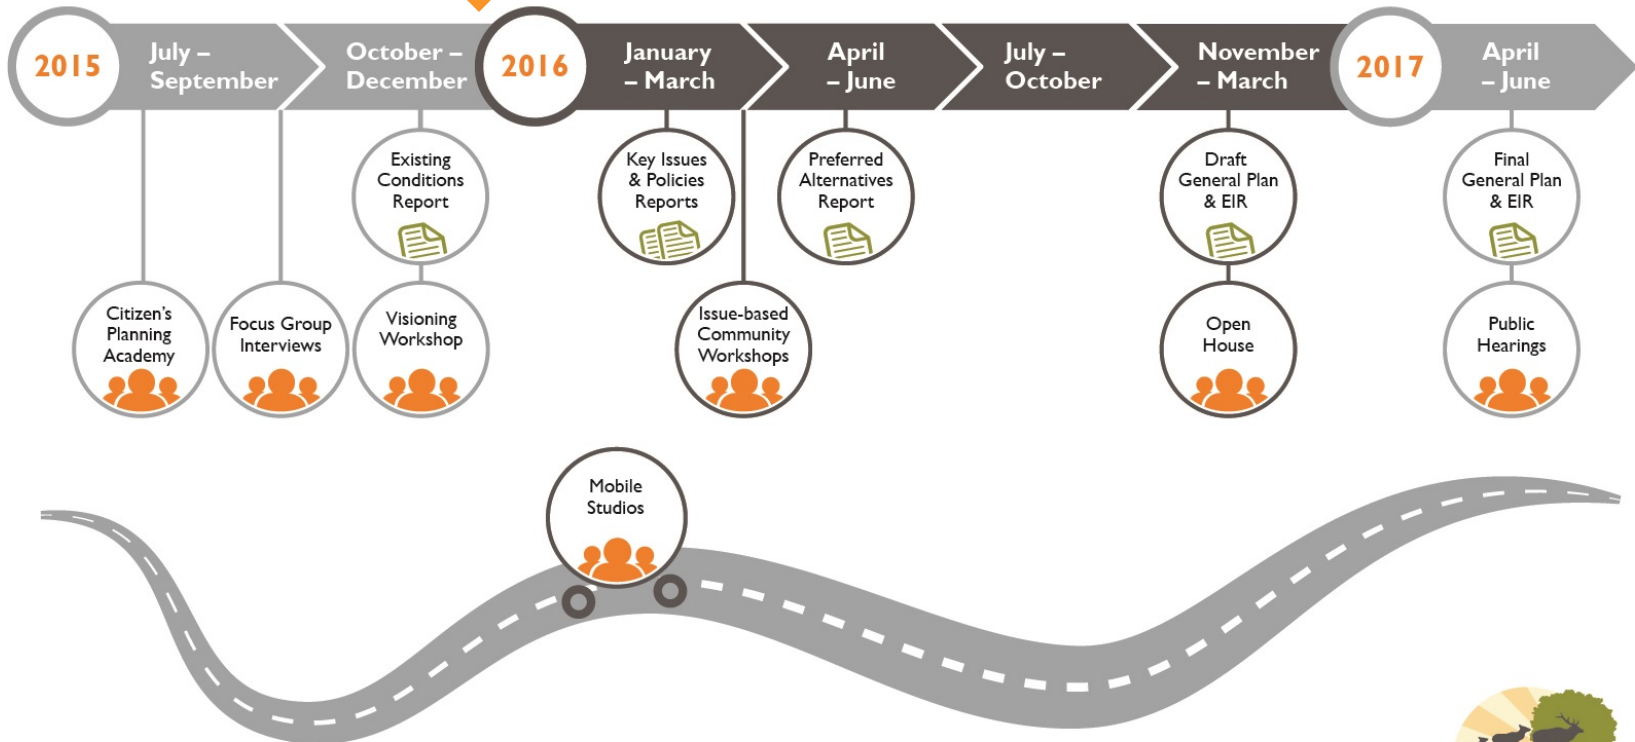 2015
July –
September
October –
December
2016
January
– March
April
– June
July –
October
November
– March
2017
April
– June
Existing
Conditions
Report
Key Issues
& Policies
Reports
Preferred
Alternatives
Report
Draft
General Plan
& EIR
Final
General Plan
& EIR
Citizen’s
Planning
Academy
Focus Group
Interviews
Visioning
Workshop
Issue-based
Community
Workshops
Open
House
Public
Hearings
Mobile
Studios